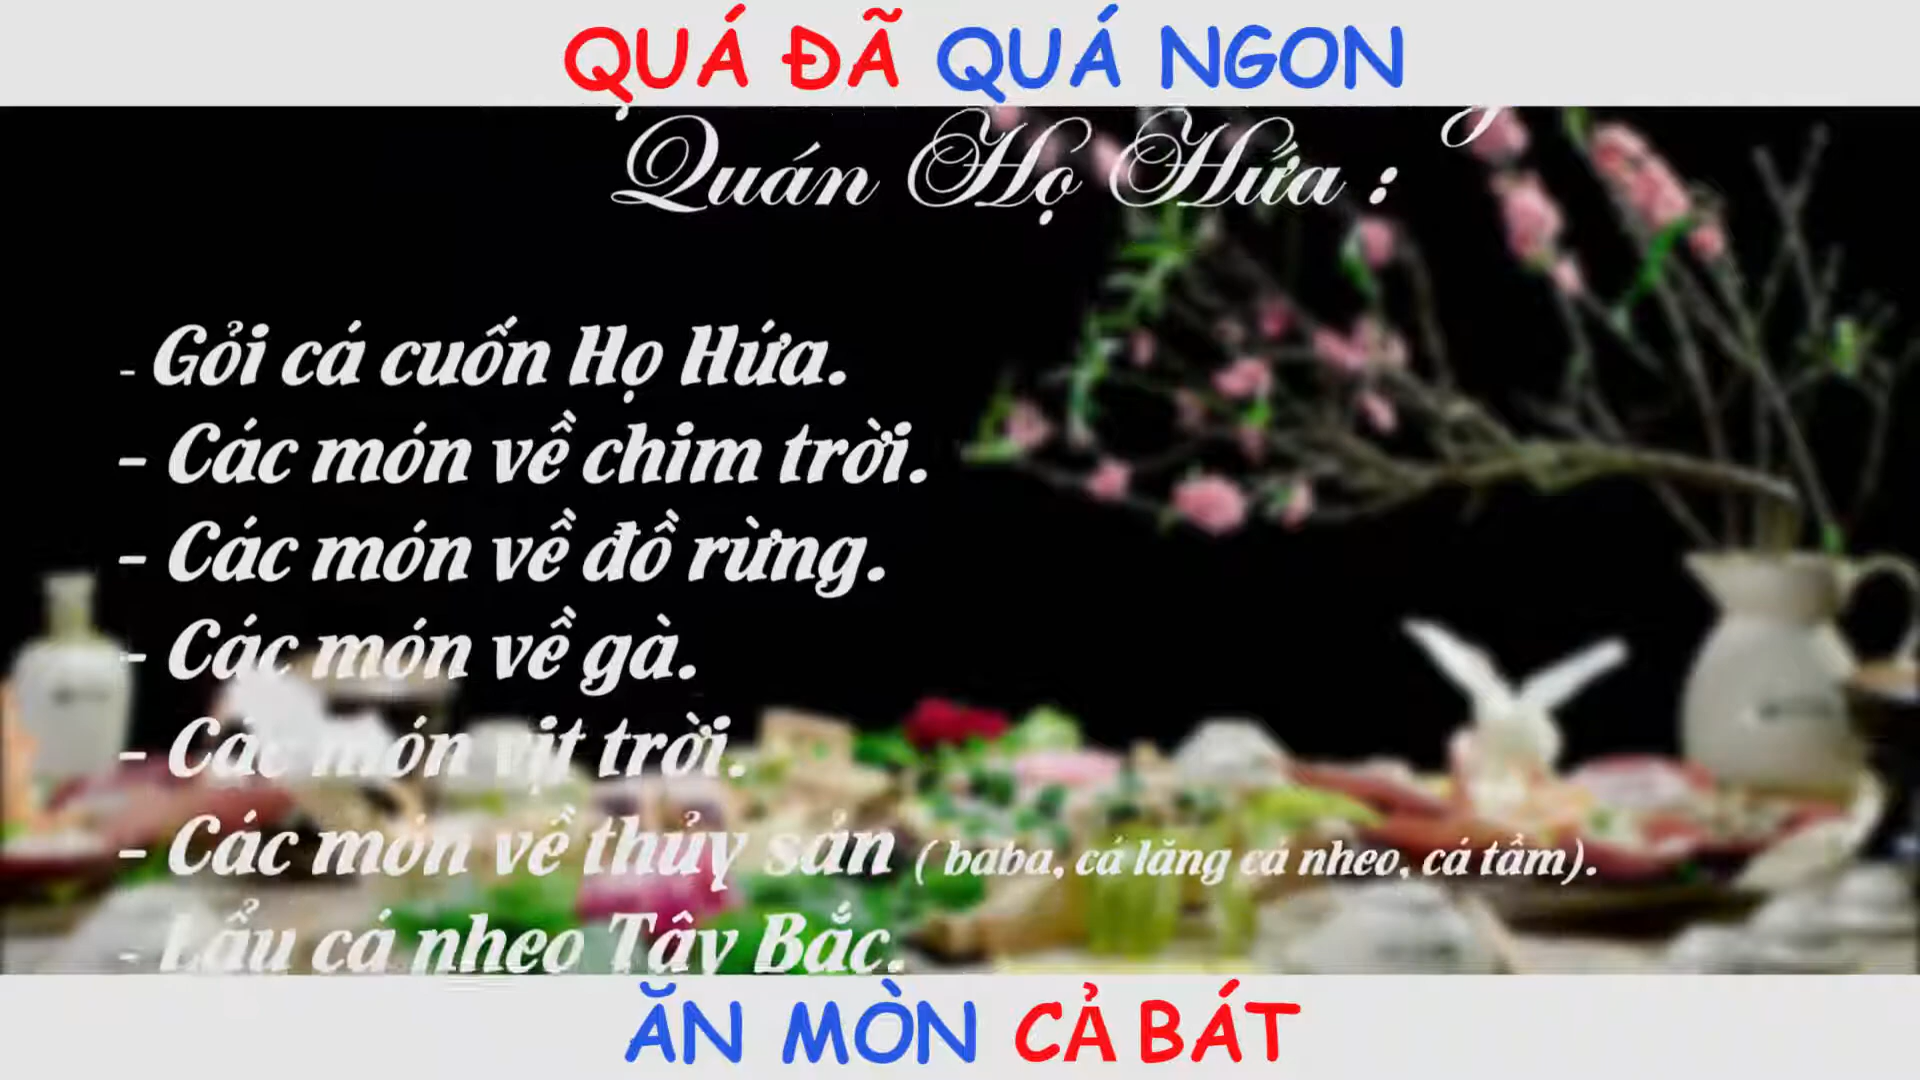 QUÁ ĐÃ QUÁ NGON
Quán Họ Hứa :
- Gỏi cá cuốn Họ Hứa.
- Các món về chim trời.
- Các món về đồ rừng.
- Các món về gà.
- Các món vịt trời.
- Các món về thủy sản ( baba, cá lăng cá nheo, cá tầm).
- Lẩu cá nheo Tây Bắc.
ĂN MÒN CẢ BÁT